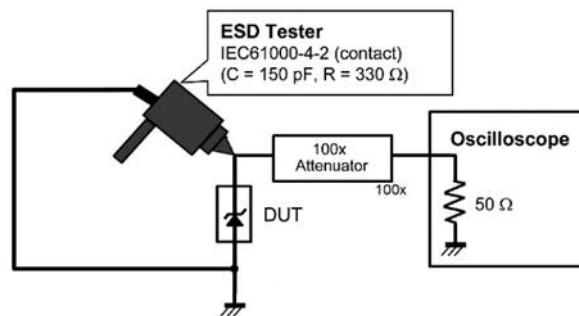 ESD Tester
IEC61000-4-2 (contact)
(C = 150 pF, R = 330 Ω)
100x
Attenuator
100x
Oscilloscope
50 Ω
DUT